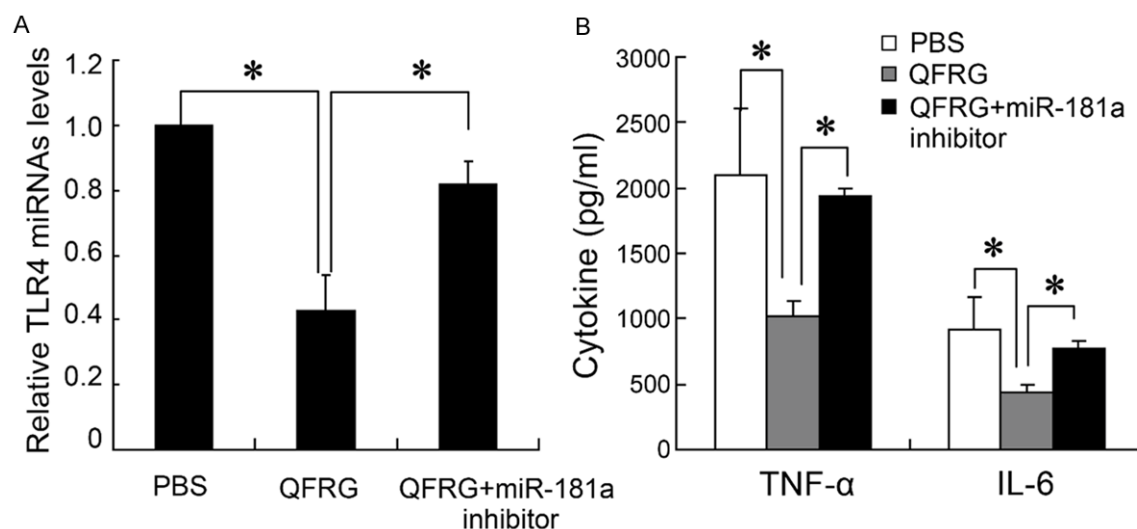 A
Relative TLR4 miRNAs levels
1.2
1.0
0.8
0.6
0.4
0.2
0
*
*
PBS
QFRG
QFRG+miR-181a
inhibitor
B
Cytokine (pg/ml)
3000
2500
2000
1500
1000
500
0
PBS
QFRG
QFRG+miR-181a
inhibitor
*
*
*
*
TNF-α
IL-6